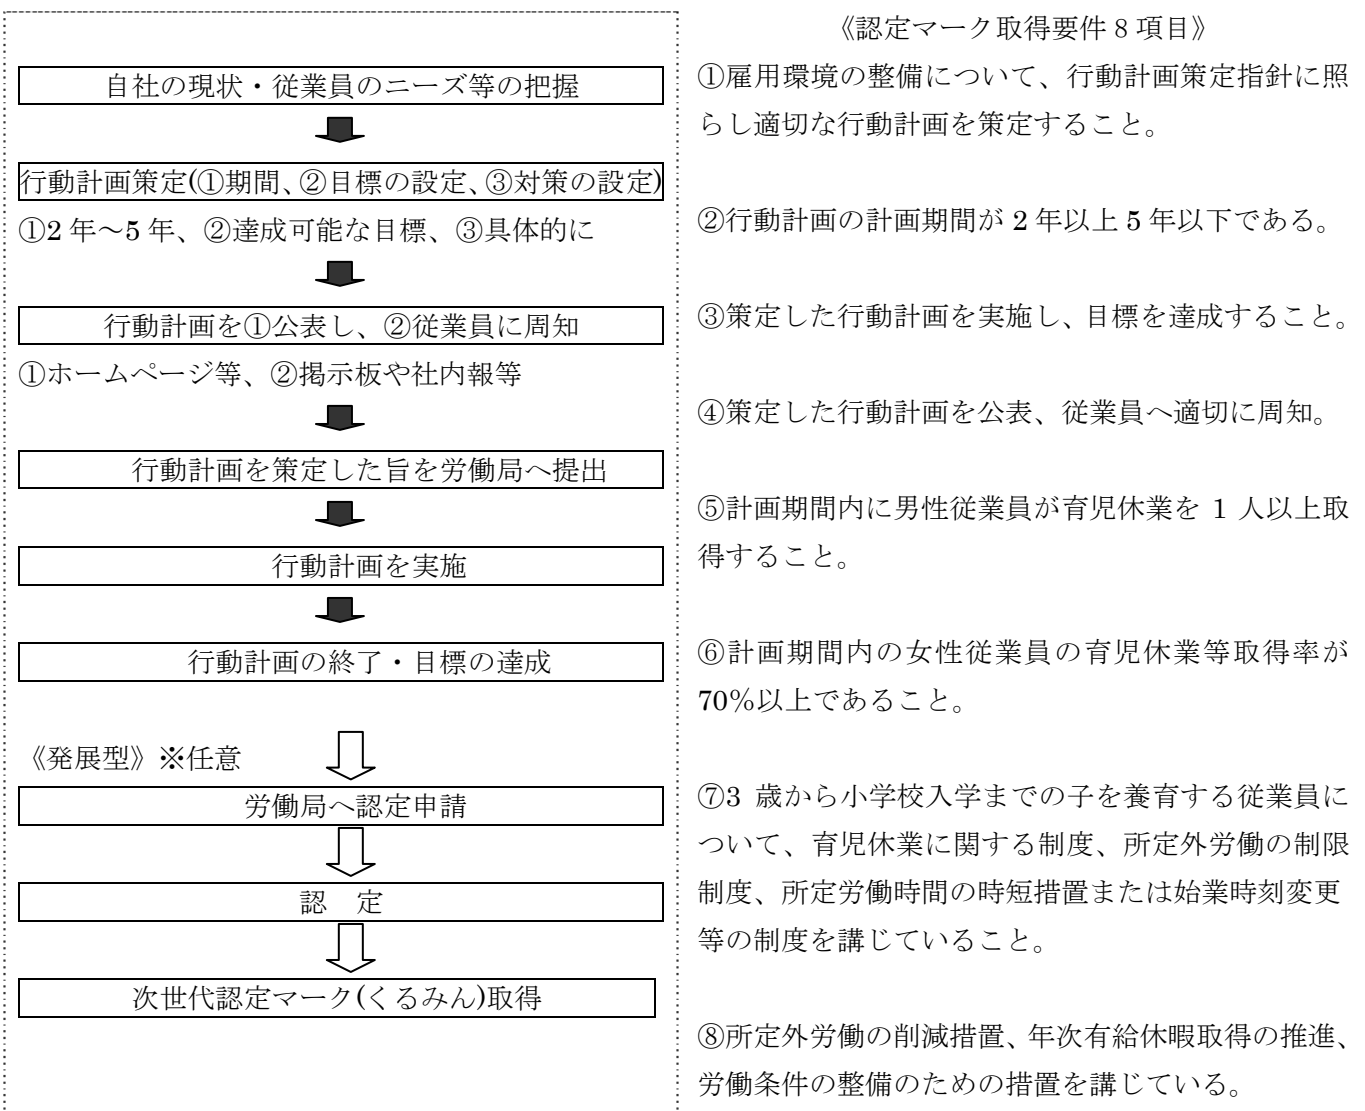 自社の現状・従業員のニーズ等の把握
行動計画策定(①期間、②目標の設定、③対策の設定)
①2年～5年、②達成可能な目標、③具体的に
行動計画を①公表し、②従業員に周知
①ホームページ等、②掲示板や社内報等
行動計画を策定した旨を労働局へ提出
行動計画を実施
行動計画の終了・目標の達成
《発展型》※任意
労働局へ認定申請
認　定
次世代認定マーク(くるみん)取得
《認定マーク取得要件8項目》
①雇用環境の整備について、行動計画策定指針に照
らし適切な行動計画を策定すること。
②行動計画の計画期間が2年以上5年以下である。
③策定した行動計画を実施し、目標を達成すること。
④策定した行動計画を公表、従業員へ適切に周知。
⑤計画期間内に男性従業員が育児休業を 1 人以上取
得すること。
⑥計画期間内の女性従業員の育児休業等取得率が
70％以上であること。
⑦3 歳から小学校入学までの子を養育する従業員に
ついて、育児休業に関する制度、所定外労働の制限
制度、所定労働時間の時短措置または始業時刻変更
等の制度を講じていること。
⑧所定外労働の削減措置、年次有給休暇取得の推進、
労働条件の整備のための措置を講じている。